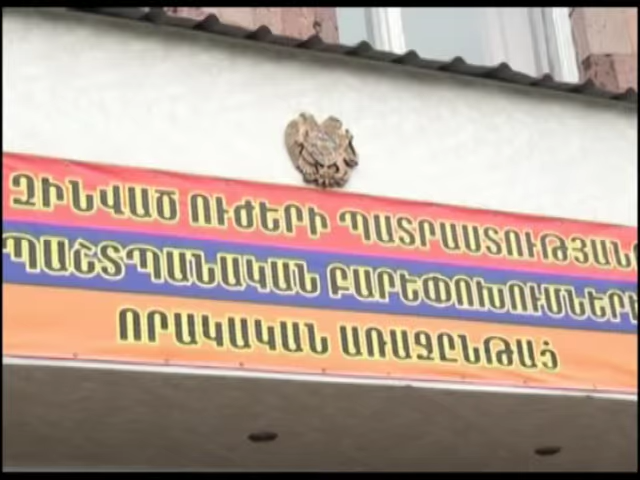 ԶԻՆՎԱԾ ՈՒԺԵՐԻ ՊԱՏՐԱՍՏՈՒԹՅԱՆ
ՊԱՇՏՊԱՆԱԿԱՆ ԲԱՐԵՓՈԽՈՒՄՆԵՐԻ
ՈՐԱԿԱԿԱՆ ԱՌԱՋԸՆԹԱՑ